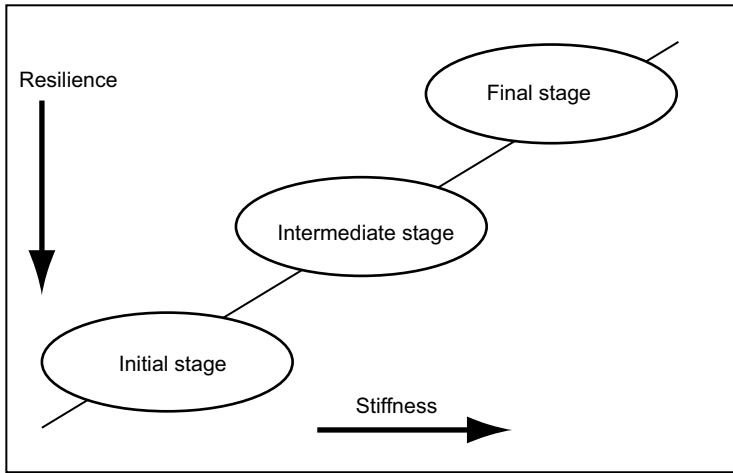 Resilience
Final stage
Intermediate stage
Initial stage
Stiffness